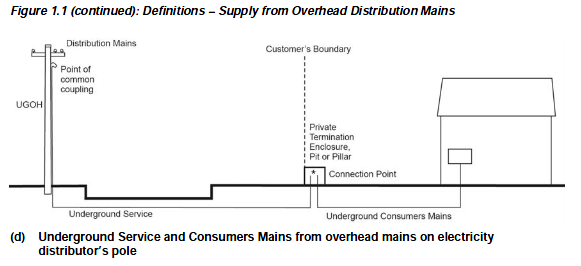 Figure 1.1 (continued): Definitions – Supply from Overhead Distribution Mains
Distribution Mains
Customer's Boundary
Point of
common
coupling
UGOH
Private
Termination
Enclosure,
Pit or Pillar
* Connection Point
Underground Service
Underground Consumers Mains
(d) Underground Service and Consumers Mains from overhead mains on electricity
distributor's pole